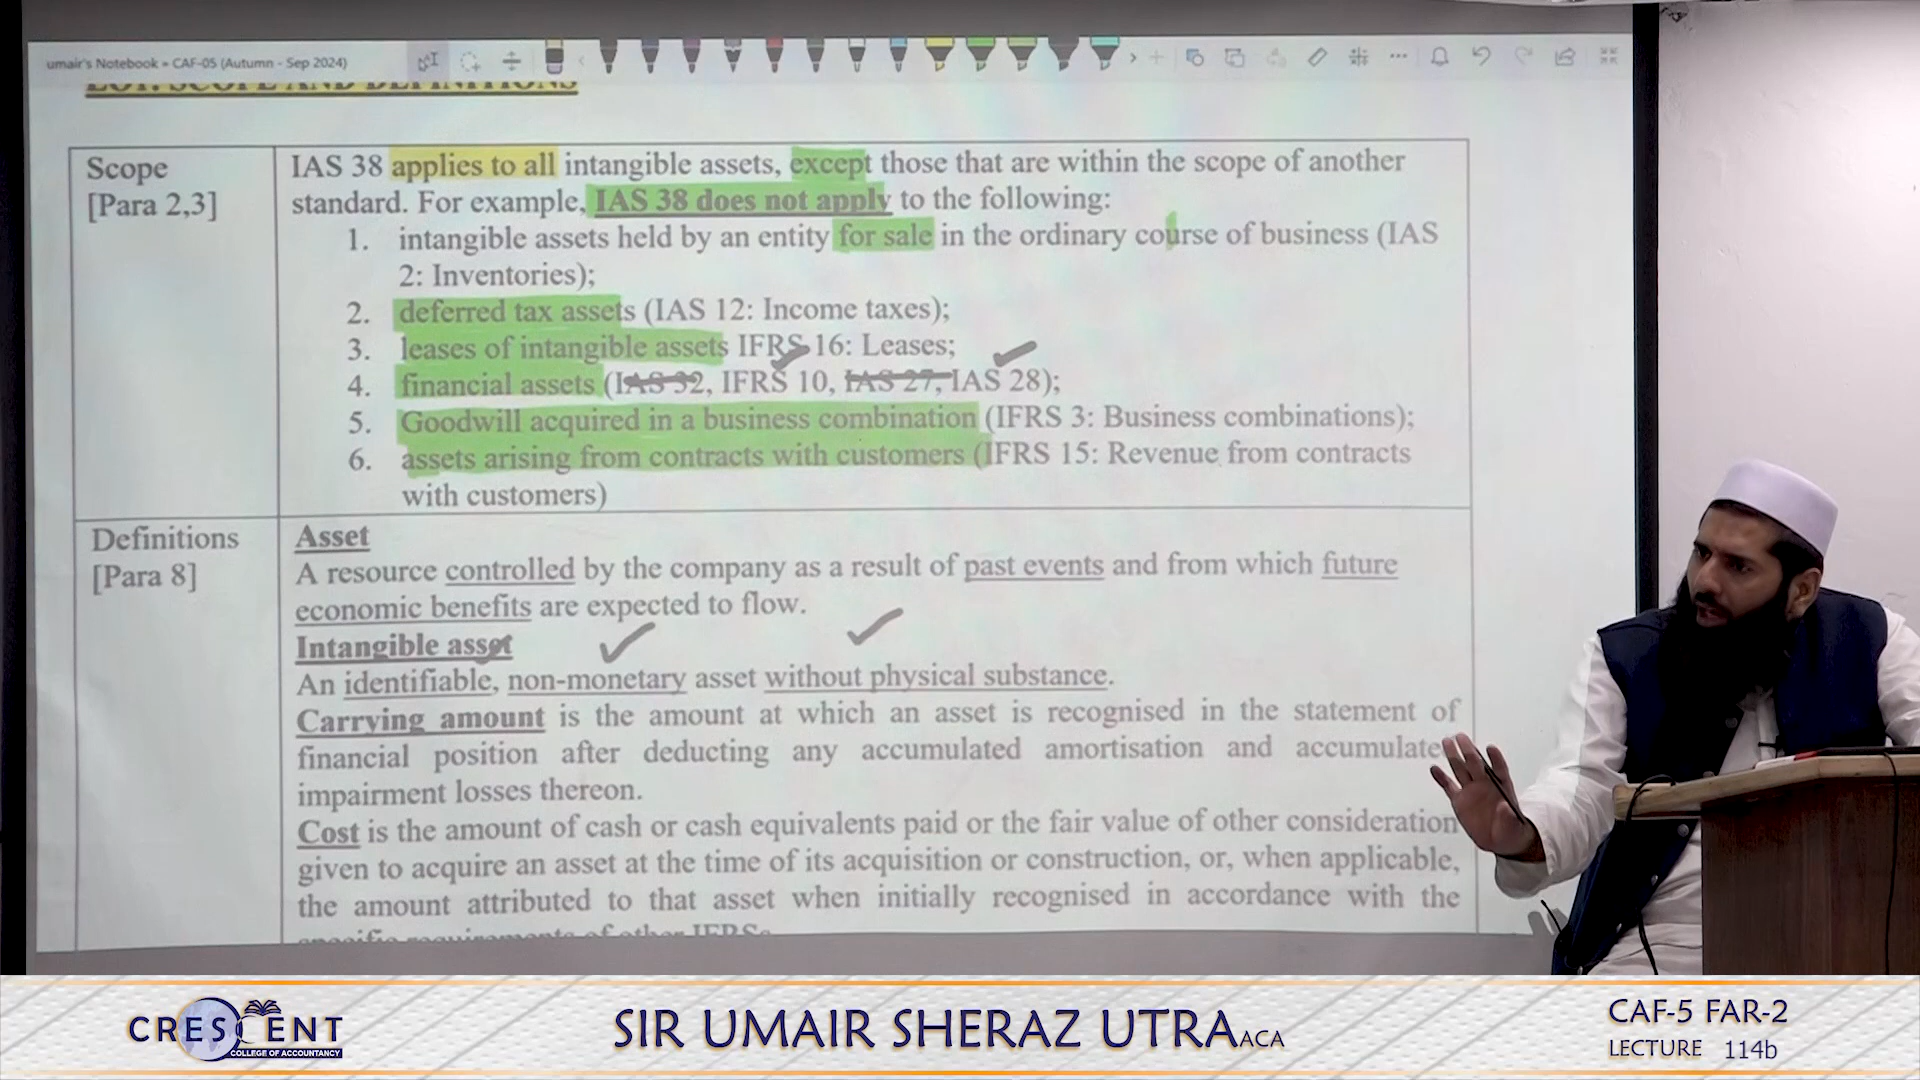 umair's Notebook » CAF-05 (Autumn - Sep 2024)
LO1: SCOPE AND DEFINITIONS
Scope
[Para 2,3]
IAS 38 applies to all intangible assets, except those that are within the scope of another
standard. For example, IAS 38 does not apply to the following:
1. intangible assets held by an entity for sale in the ordinary course of business (IAS
2: Inventories);
2. deferred tax assets (IAS 12: Income taxes);
3. leases of intangible assets IFRS 16: Leases;
4. financial assets (IAS 32, IFRS 10, IAS 27, IAS 28);
5. Goodwill acquired in a business combination (IFRS 3: Business combinations);
6. assets arising from contracts with customers (IFRS 15: Revenue from contracts
with customers)
Definitions
[Para 8]
Asset
A resource controlled by the company as a result of past events and from which future
economic benefits are expected to flow.
Intangible asset
An identifiable, non-monetary asset without physical substance.
Carrying amount is the amount at which an asset is recognised in the statement of
financial position after deducting any accumulated amortisation and accumulated
impairment losses thereon.
Cost is the amount of cash or cash equivalents paid or the fair value of other consideration
given to acquire an asset at the time of its acquisition or construction, or, when applicable,
the amount attributed to that asset when initially recognised in accordance with the
specific requirements of other IFRSs
CRESCENT
COLLEGE OF ACCOUNTANCY
SIR UMAIR SHERAZ UTRA ACA
CAF-5 FAR-2
LECTURE 114b